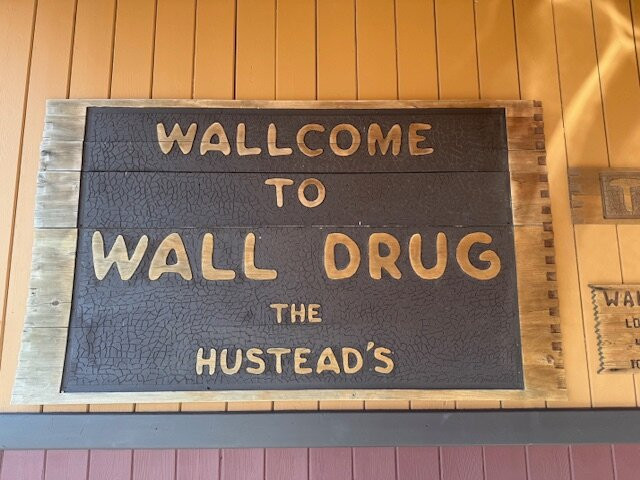 WALLCOME
TO
WALL DRUG
THE
HUSTEAD'S